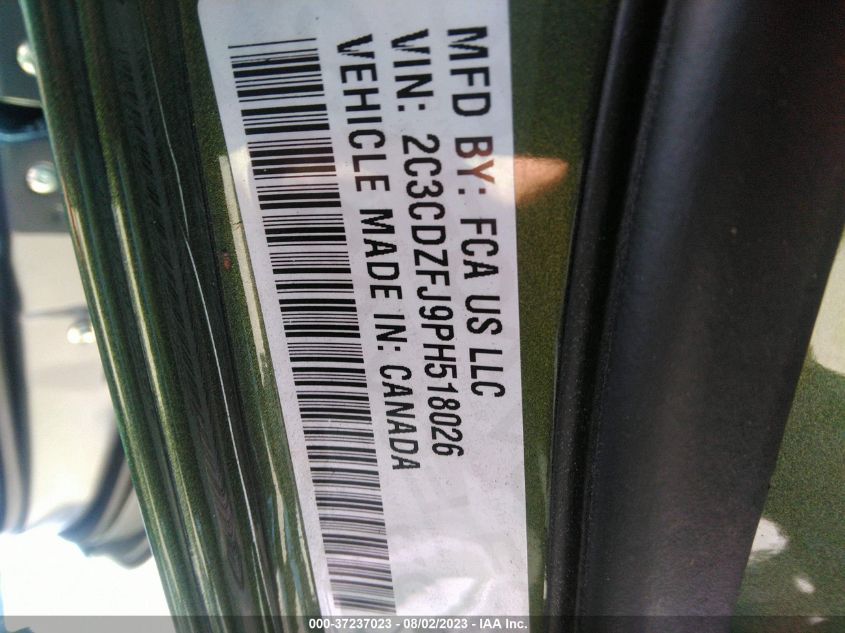 MFD BY: FCA US LLC
VIN: 2C3CDZFJ9PH518026
VEHICLE MADE IN: CANADA
000-37237023 - 08/02/2023 - IAA Inc.